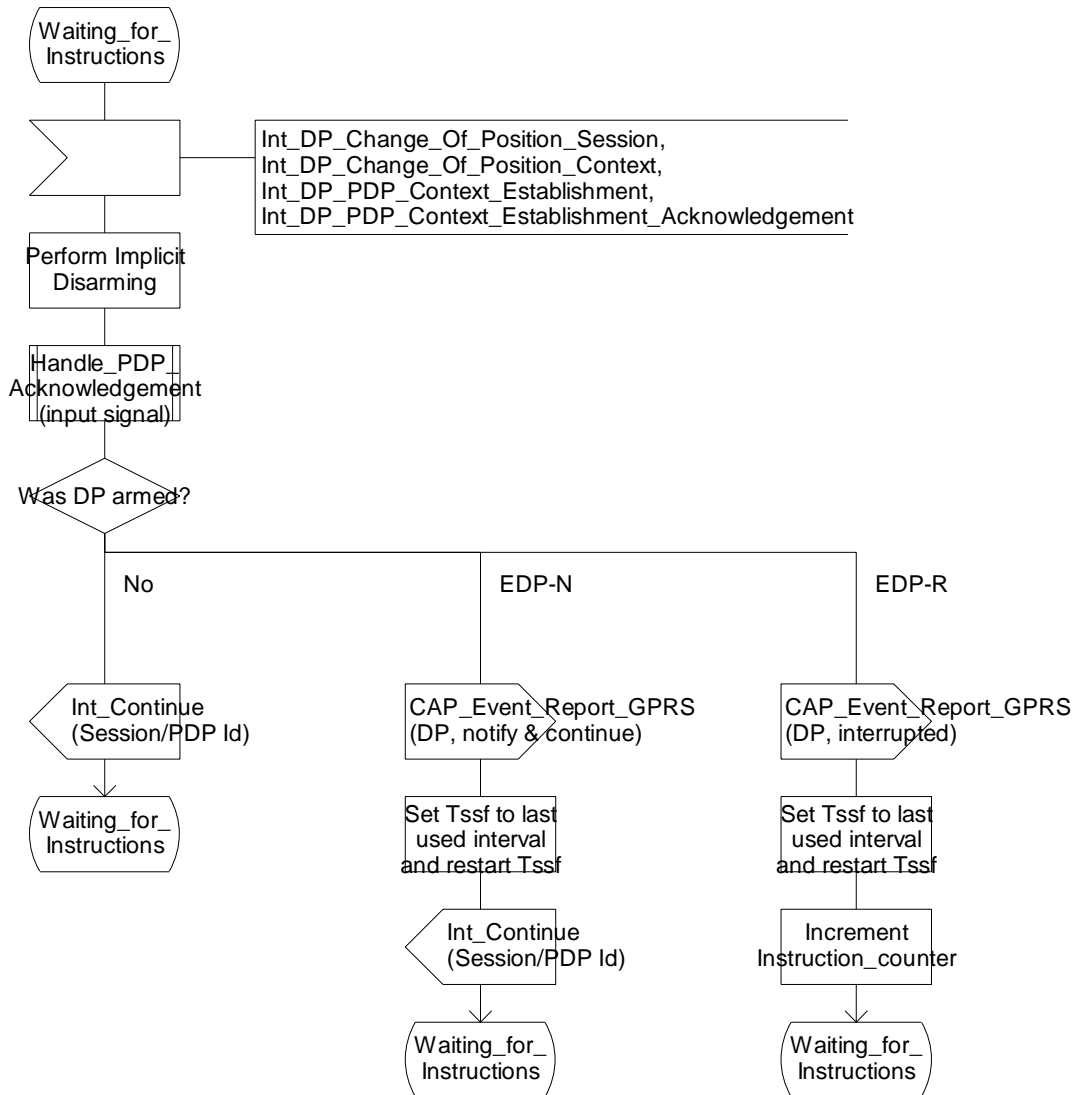 Waiting_for_
Instructions
Int_DP_Change_Of_Position_Session,
Int_DP_Change_Of_Position_Context,
Int_DP_PDP_Context_Establishment,
Int_DP_PDP_Context_Establishment_Acknowledgement
Perform Implicit
Disarming
Handle_PDP_
Acknowledgement
(input signal)
Was DP armed?
No
EDP-N
EDP-R
Int_Continue
(Session/PDP Id)
CAP_Event_Report_GPRS
(DP, notify & continue)
CAP_Event_Report_GPRS
(DP, interrupted)
Waiting_for_
Instructions
Set Tssf to last
used interval
and restart Tssf
Set Tssf to last
used interval
and restart Tssf
Int_Continue
(Session/PDP Id)
Increment
Instruction_counter
Waiting_for_
Instructions
Waiting_for_
Instructions